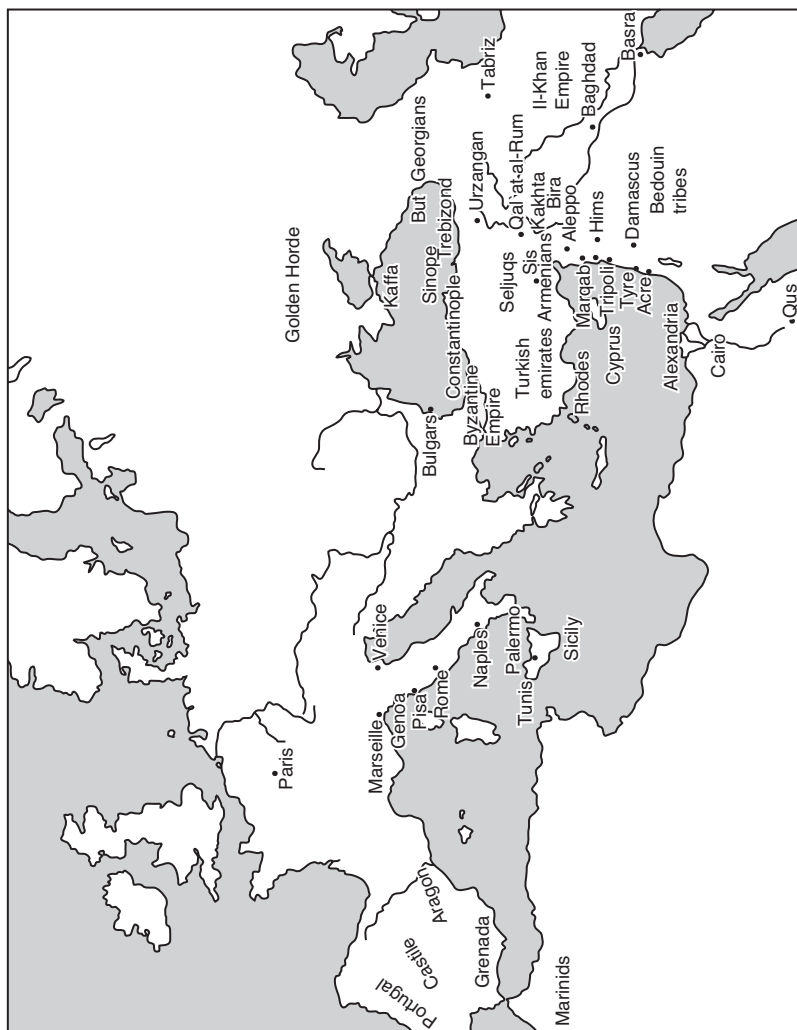 Golden Horde
Kaffa
But
Georgians
Sinope
Trebizond
Tabriz
Urzangan
Constantinople
Bulgars
Byzantine
Empire
Seljuqs
Qal'at-al-Rum
Kakhta
Bira
Il-Khan
Empire
Baghdad
Basra
Turkish
emirates
Sis
Armenians
Aleppo
Hims
Damascus
Bedouin
tribes
Marqab
Tripoli
Tyre
Acre
Rhodes
Cyprus
Alexandria
Cairo
Qus
Paris
Venice
Marseille
Genoa
Pisa
Rome
Naples
Palermo
Sicily
Tunis
Aragon
Castile
Portugal
Grenada
Marinids